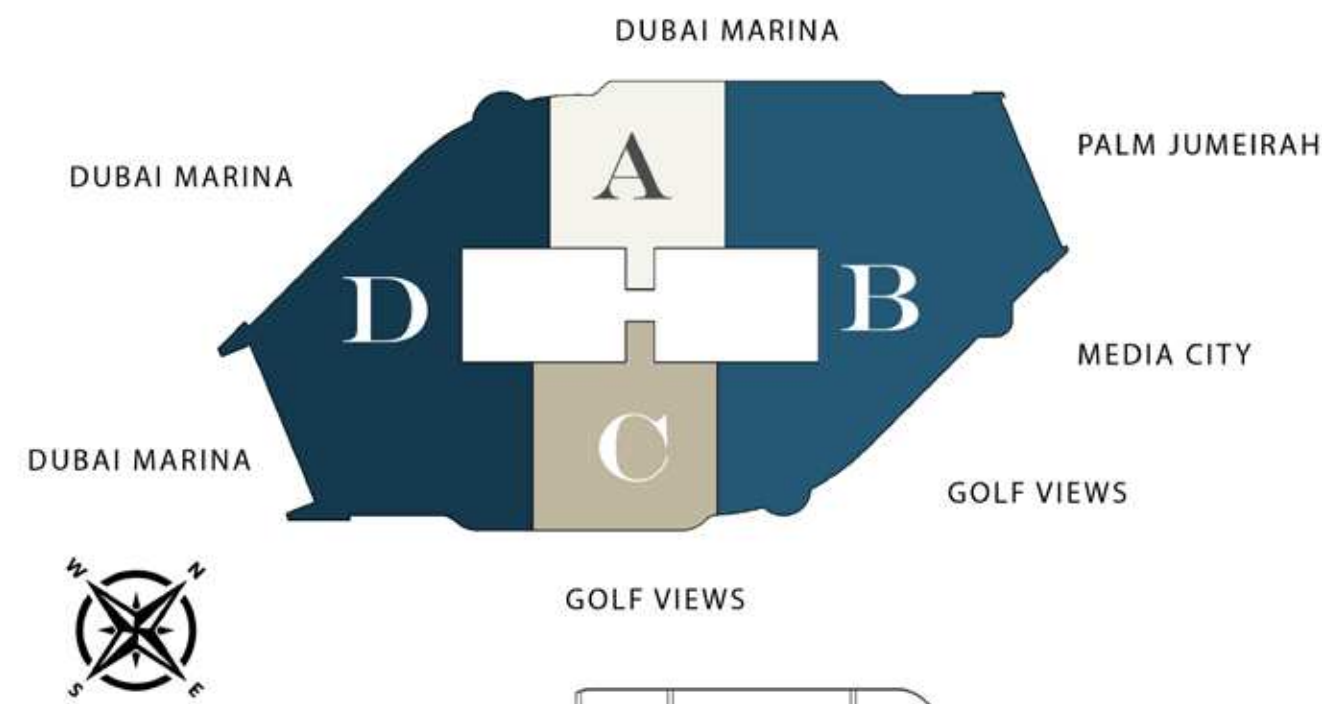 DUBAI MARINA
PALM JUMEIRAH
DUBAI MARINA
A
D
B
MEDIA CITY
C
DUBAI MARINA
GOLF VIEWS
W N
GOLF VIEWS
S E